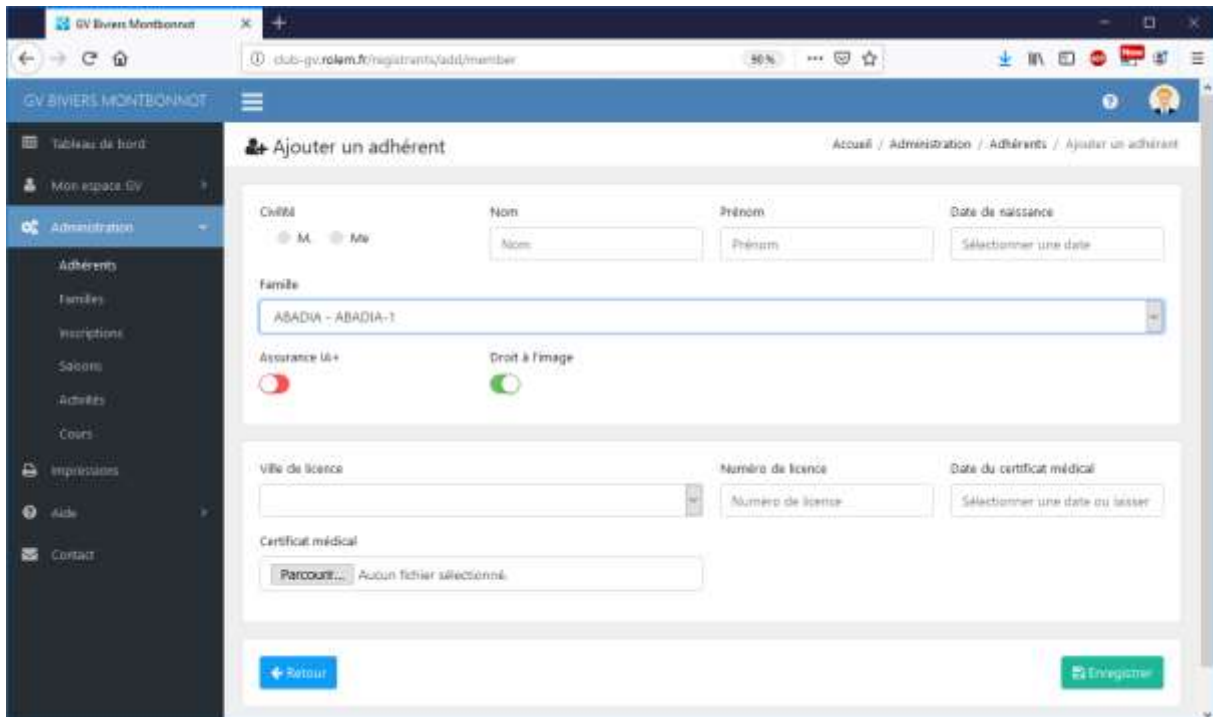 GV Biviers Montbonnot
club-gv.rolem.fr/registrants/add/member
90%
GV BIVIERS MONTBONNOT
Tableau de bord
Mon espace GV
Administration
Adhérents
Familles
Inscriptions
Saisons
Activités
Cours
Impressions
Aide
Contact
Ajouter un adhérent
Accueil / Administration / Adhérents / Ajouter un adhérent
Civilité
M. Me
Nom
Nom
Prénom
Prénom
Date de naissance
Sélectionner une date
Famille
ABADIA - ABADIA-1
Assurance IA+
Droit à l'image
Ville de licence
Numéro de licence
Numéro de licence
Date du certificat médical
Sélectionner une date ou laisser
Certificat médical
Parcourir... Aucun fichier sélectionné.
Retour
Enregistrer